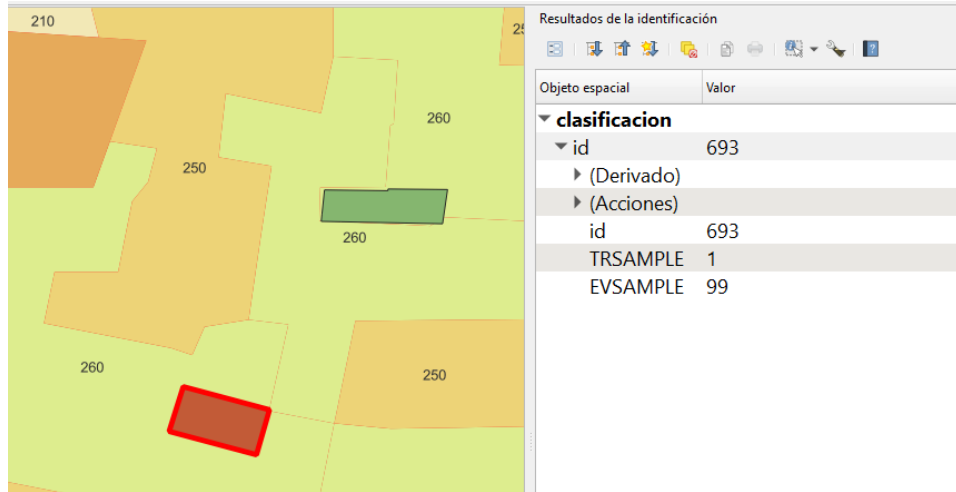 210
260
250
260
260
250
Resultados de la identificación
Objeto espacial Valor
clasificacion
id 693
(Derivado)
(Acciones)
id 693
TRSAMPLE 1
EVSAMPLE 99